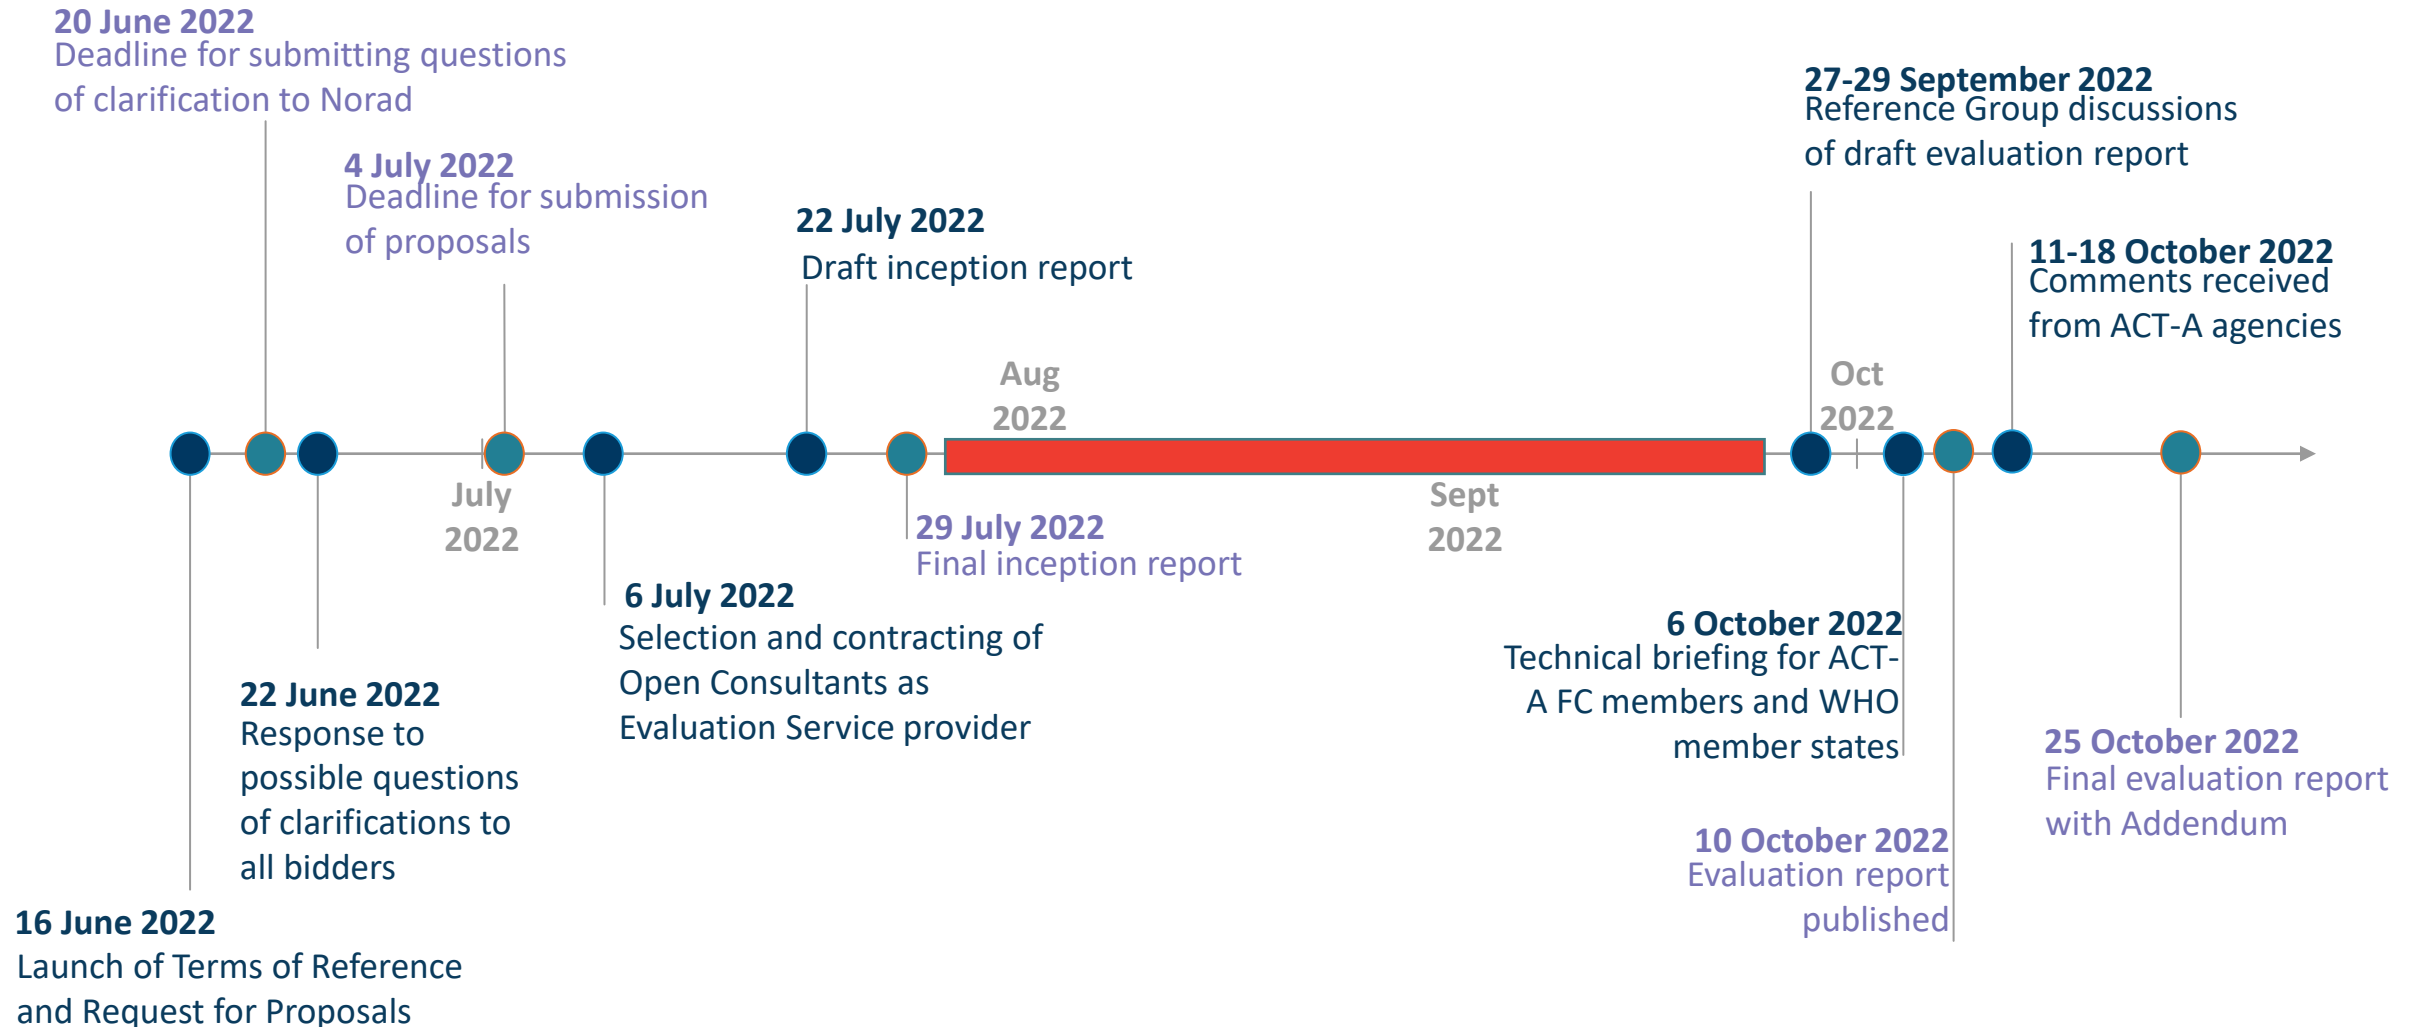 20 June 2022
Deadline for submitting questions
of clarification to Norad
4 July 2022
Deadline for submission
of proposals
22 July 2022
Draft inception report
27-29 September 2022
Reference Group discussions
of draft evaluation report
11-18 October 2022
Comments received
from ACT-A agencies
Aug
2022
Oct
2022
July
2022
Sept
2022
29 July 2022
Final inception report
6 July 2022
Selection and contracting of
Open Consultants as
Evaluation Service provider
6 October 2022
Technical briefing for ACT-
A FC members and WHO
member states
22 June 2022
Response to
possible questions
of clarifications to
all bidders
25 October 2022
Final evaluation report
with Addendum
10 October 2022
Evaluation report
published
16 June 2022
Launch of Terms of Reference
and Request for Proposals